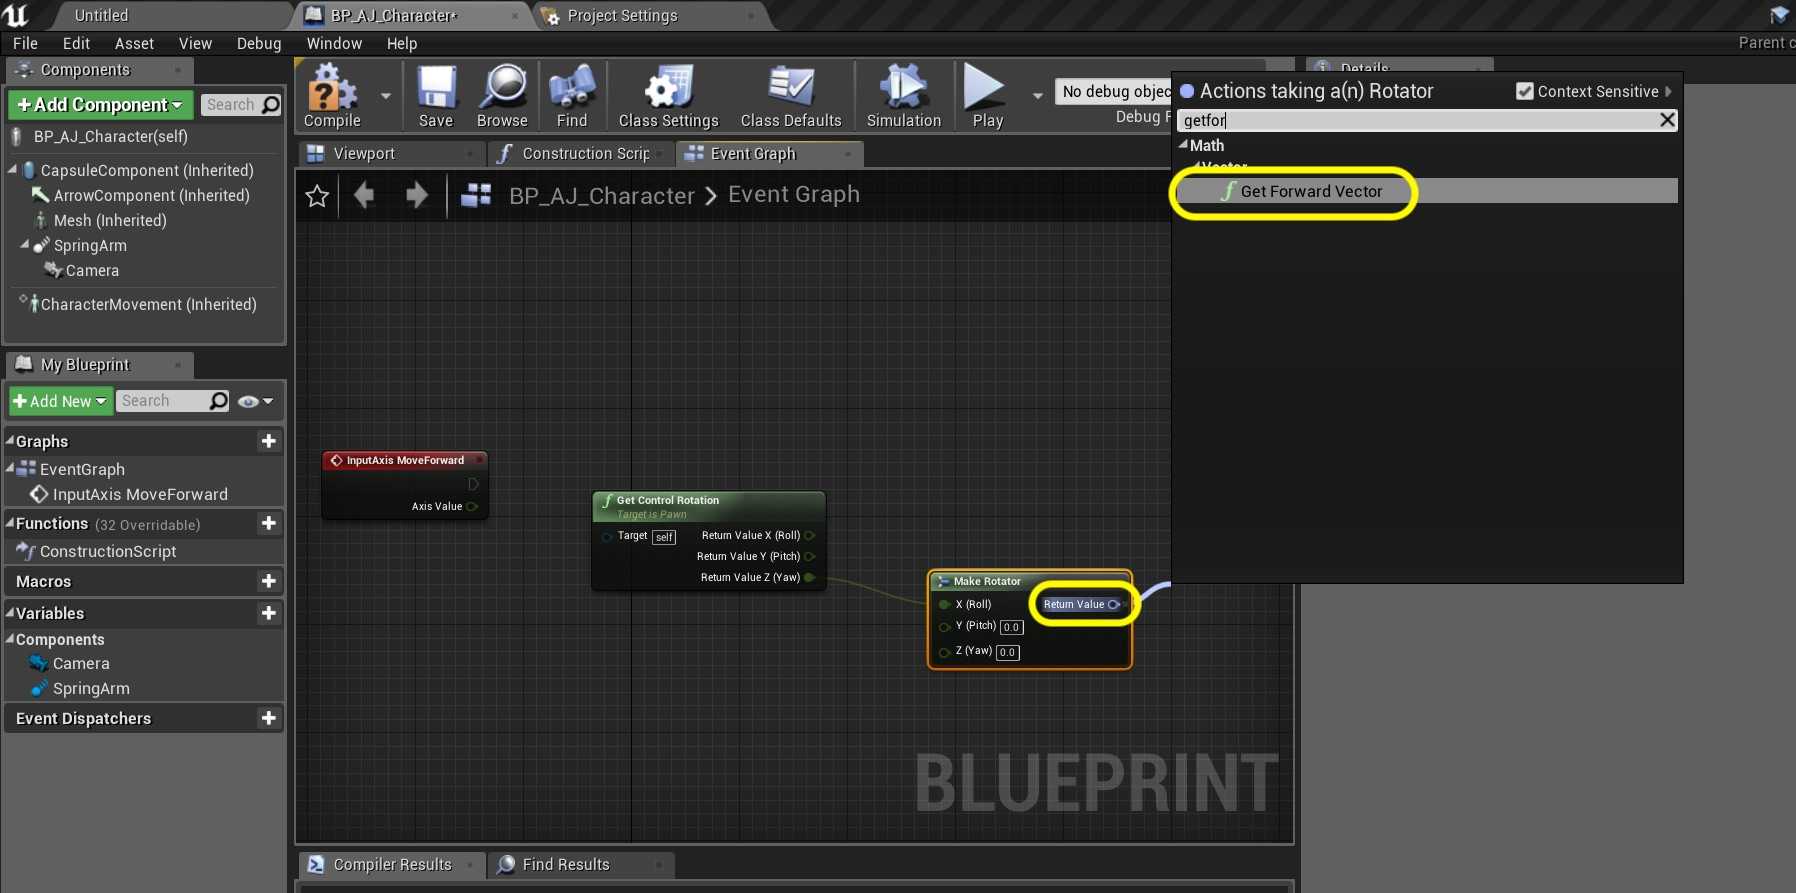 Untitled
BP_AJ_Character*
Project Settings
File Edit Asset View Debug Window Help
Parent c
Components
+Add Component
Search
BP_AJ_Character(self)
CapsuleComponent (Inherited)
ArrowComponent (Inherited)
Mesh (Inherited)
SpringArm
Camera
CharacterMovement (Inherited)
My Blueprint
+Add New
Search
Graphs
EventGraph
InputAxis MoveForward
Functions (32 Overridable)
ConstructionScript
Macros
Variables
Components
Camera
SpringArm
Event Dispatchers
Compile
Save
Browse
Find
Class Settings
Class Defaults
Simulation
Play
No debug objec
Debug F
Viewport
Construction Scrip
Event Graph
BP_AJ_Character > Event Graph
InputAxis MoveForward
Axis Value
Get Control Rotation
Target is Pawn
Target self
Return Value X (Roll)
Return Value Y (Pitch)
Return Value Z (Yaw)
Make Rotator
X (Roll)
Return Value
Y (Pitch) 0.0
Z (Yaw) 0.0
BLUEPRINT
Details
Actions taking a(n) Rotator
Context Sensitive
getfor
Math
Vector
Get Forward Vector
Compiler Results
Find Results